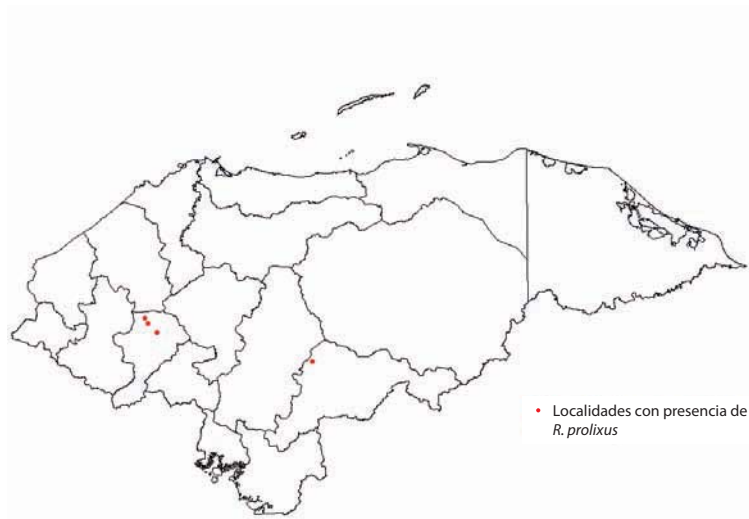 • Localidades con presencia de
R. prolixus